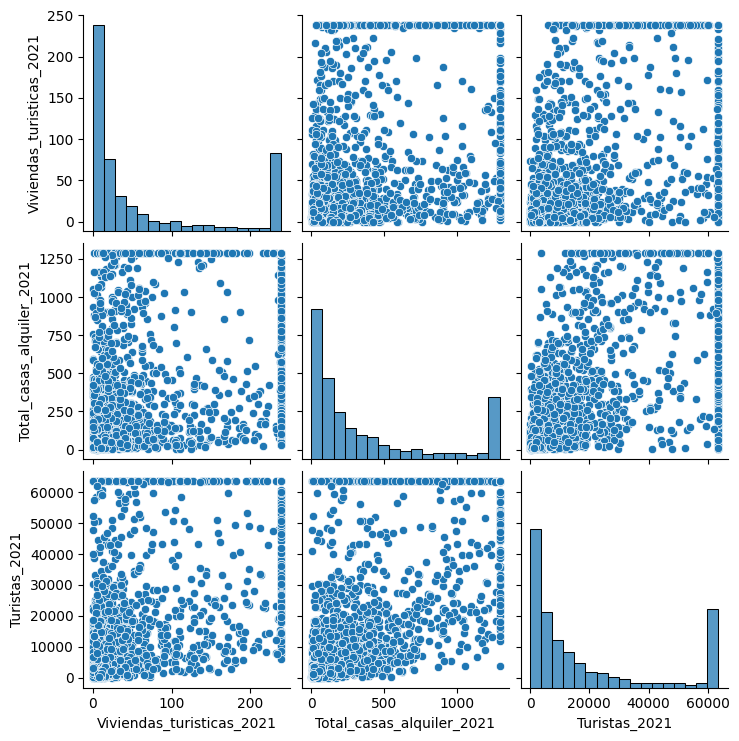 250
200
150
100
50
0
Viviendas_turisticas_2021
1250
1000
750
500
250
0
Total_casas_alquiler_2021
60000
50000
40000
30000
20000
10000
0
Turistas_2021
0 100 200
Viviendas_turisticas_2021
0 500 1000
Total_casas_alquiler_2021
0 20000 40000 60000
Turistas_2021